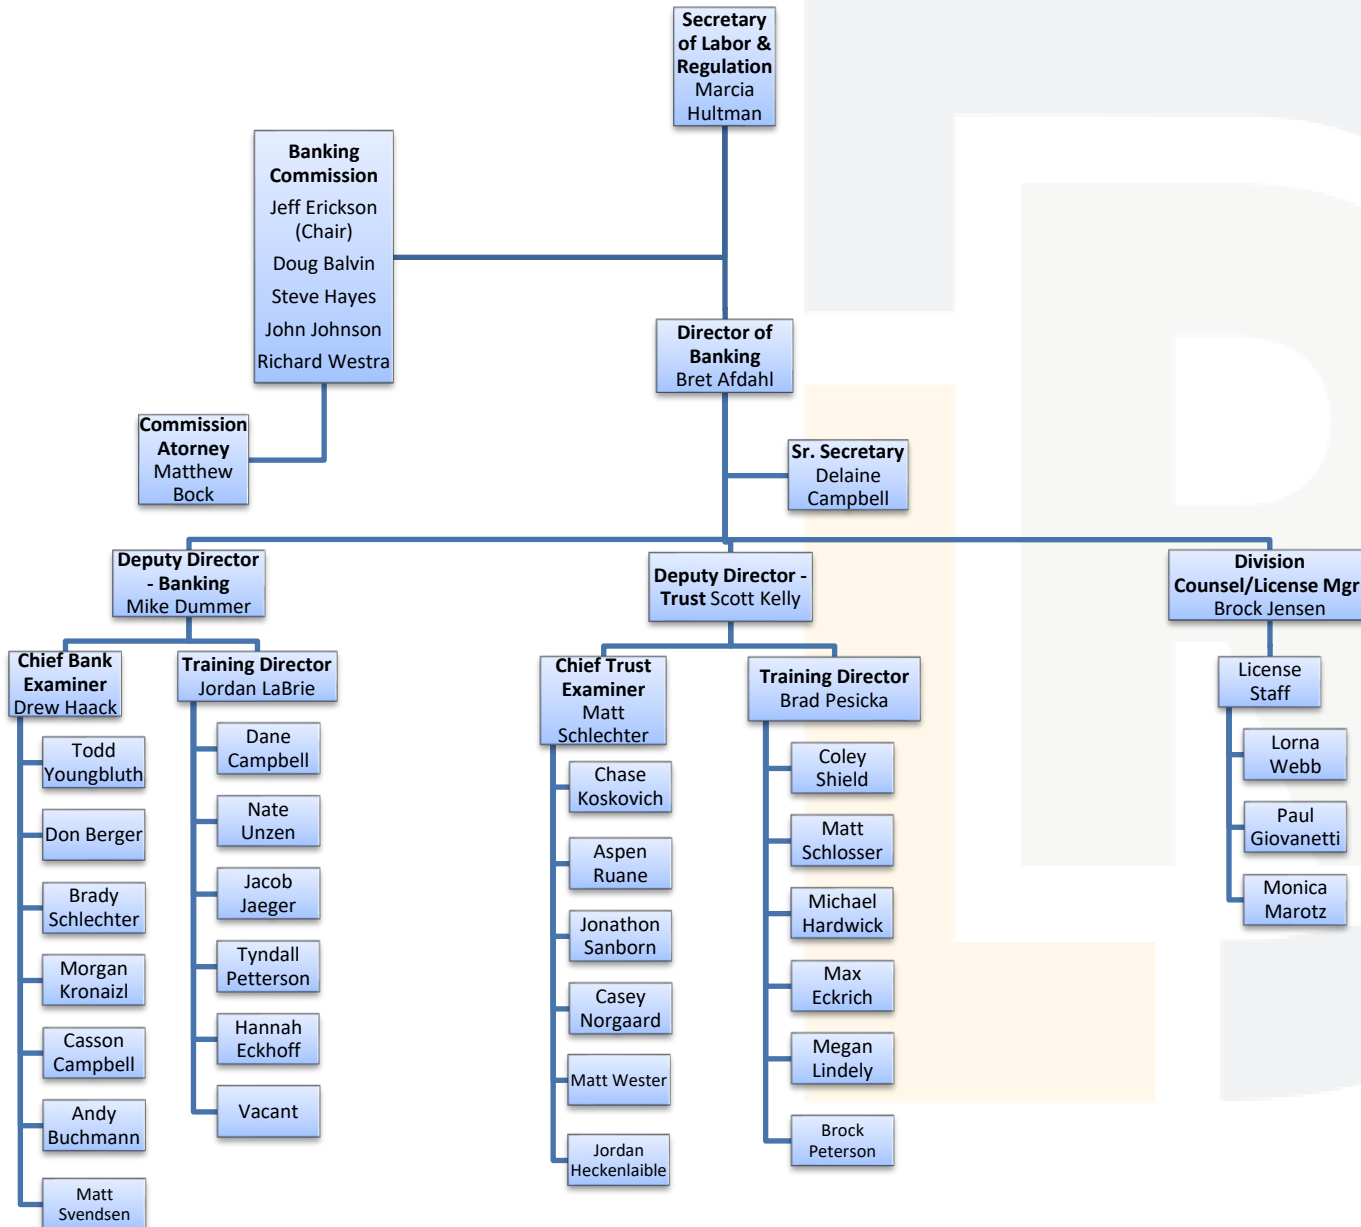 Secretary
of Labor &
Regulation
Marcia
Hultman
Banking
Commission
Jeff Erickson
(Chair)
Doug Balvin
Steve Hayes
John Johnson
Richard Westra
Director of
Banking
Bret Afdahl
Commission
Atorney
Matthew
Bock
Sr. Secretary
Delaine
Campbell
Deputy Director
- Banking
Mike Dummer
Deputy Director -
Trust Scott Kelly
Division
Counsel/License Mgr
Brock Jensen
Chief Bank
Examiner
Drew Haack
Todd
Youngbluth
Don Berger
Brady
Schlechter
Morgan
Kronaizl
Casson
Campbell
Andy
Buchmann
Matt
Svendsen
Training Director
Jordan LaBrie
Dane
Campbell
Nate
Unzen
Jacob
Jaeger
Tyndall
Petterson
Hannah
Eckhoff
Vacant
Chief Trust
Examiner
Matt
Schlechter
Chase
Koskovich
Aspen
Ruane
Jonathon
Sanborn
Casey
Norgaard
Matt Wester
Jordan
Heckenlaible
Training Director
Brad Pesicka
Coley
Shield
Matt
Schlosser
Michael
Hardwick
Max
Eckrich
Megan
Lindely
Brock
Peterson
License
Staff
Lorna
Webb
Paul
Giovanetti
Monica
Marotz